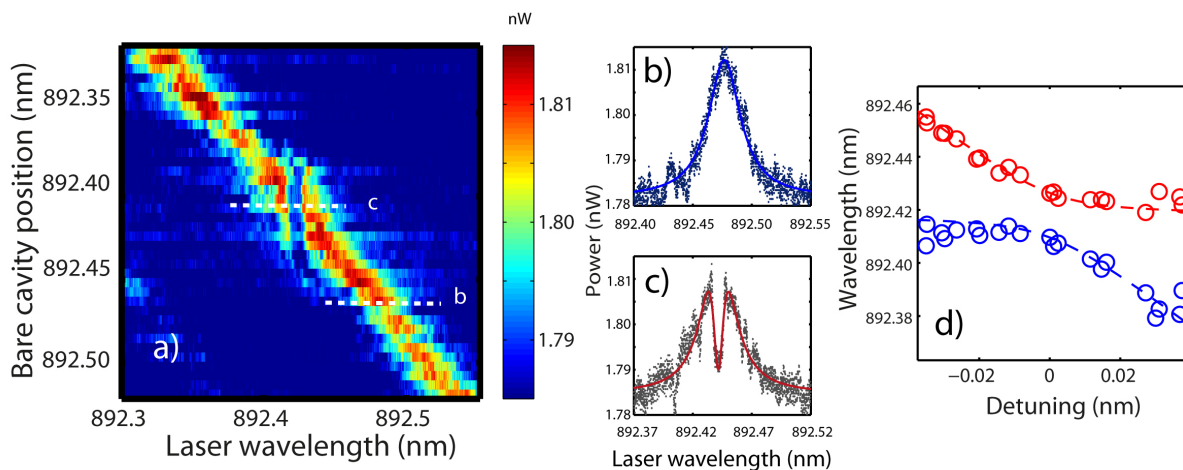 nW
Bare cavity position (nm)
892.35
892.40
892.45
892.50
a)
c
b
892.3
892.4
892.5
Laser wavelength (nm)
1.81
1.80
1.79
Power (nW)
b)
1.81
1.80
1.79
1.78
892.40
892.45
892.50
892.55
c)
1.81
1.80
1.79
1.78
892.37
892.42
892.47
892.52
Laser wavelength (nm)
Wavelength (nm)
892.46
892.44
892.42
892.40
892.38
d)
−0.02
0
0.02
Detuning (nm)